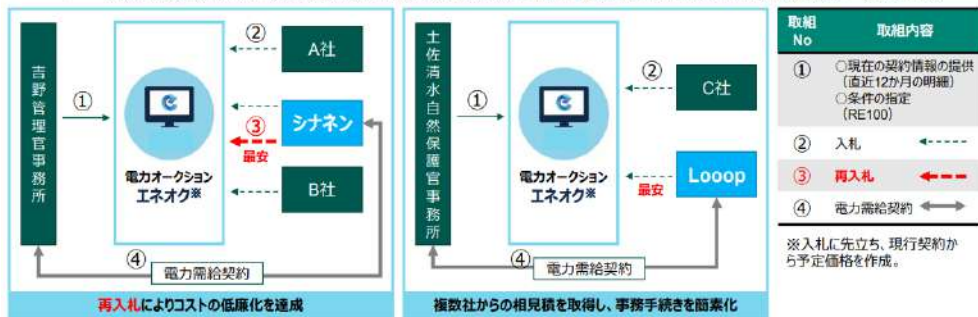 吉野管理官事務所
①
電力オークション
エネオク※
②
A社
シナネン
③
最安
B社
④
電力需給契約
再入札によりコストの低廉化を達成
土佐清水自然保護官事務所
①
電力オークション
エネオク※
②
C社
最安
Looop
④
電力需給契約
複数社からの相見積を取得し、事務手続きを簡素化
取組No 取組内容
① ○現在の契約情報の提供
(直近12か月の明細)
○条件の指定
(RE100)
② 入札
③ 再入札
④ 電力需給契約
※入札に先立ち、現行契約か
ら予定価格を作成。